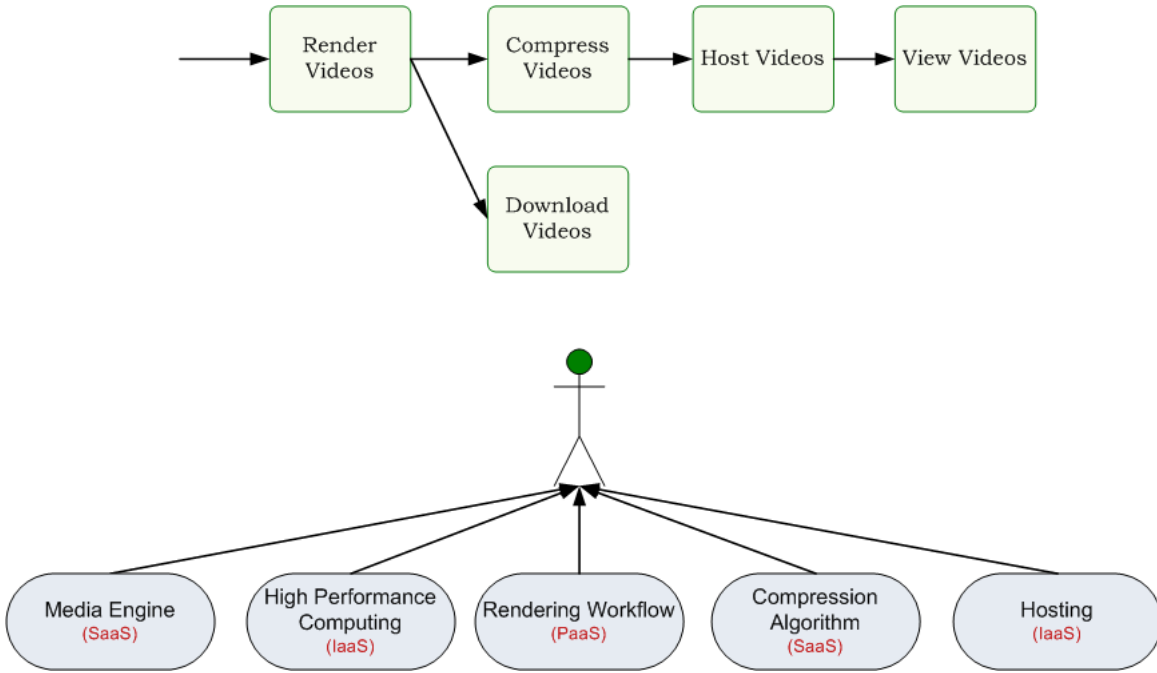 Render
Videos
Compress
Videos
Host Videos
View Videos
Download
Videos
Media Engine
(SaaS)
High Performance
Computing
(IaaS)
Rendering Workflow
(PaaS)
Compression
Algorithm
(SaaS)
Hosting
(IaaS)